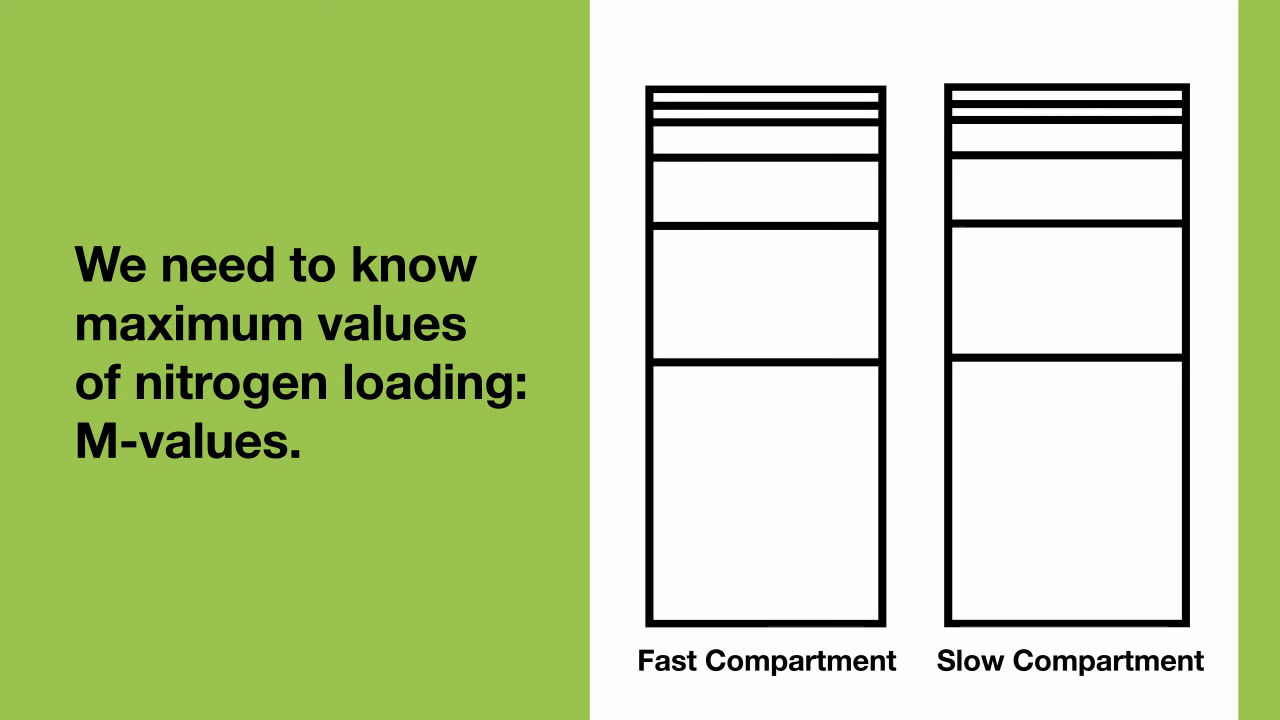 We need to know
maximum values
of nitrogen loading:
M-values.
Fast Compartment
Slow Compartment